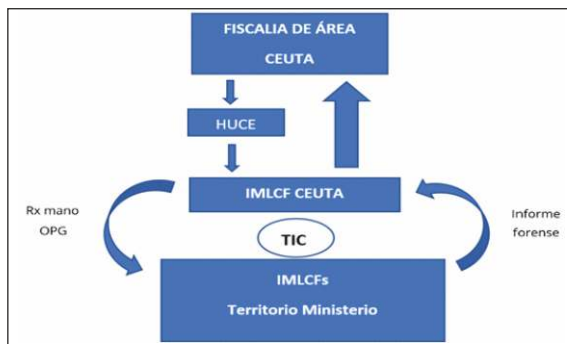 FISCALIA DE ÁREA
CEUTA
HUCE
IMLCF CEUTA
Rx mano
OPG
TIC
Informe
forense
IMLCFs
Territorio Ministerio